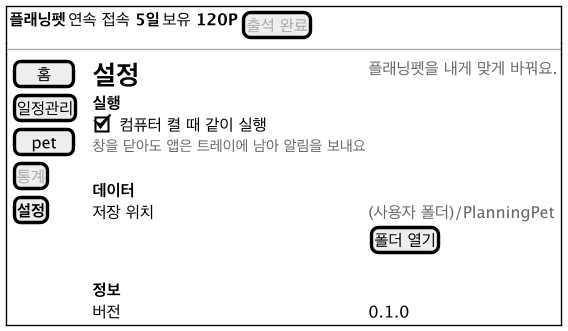 플래닝펫 연속 접속 5일 보유 120P 출석 완료
홈
일정관리
pet
통계
설정
설정 플래닝펫을 내게 맞게 바꿔요.
실행
컴퓨터 켤 때 같이 실행
창을 닫아도 앱은 트레이에 남아 알림을 보내요
데이터
저장 위치 (사용자 폴더)/PlanningPet
폴더 열기
정보
버전 0.1.0